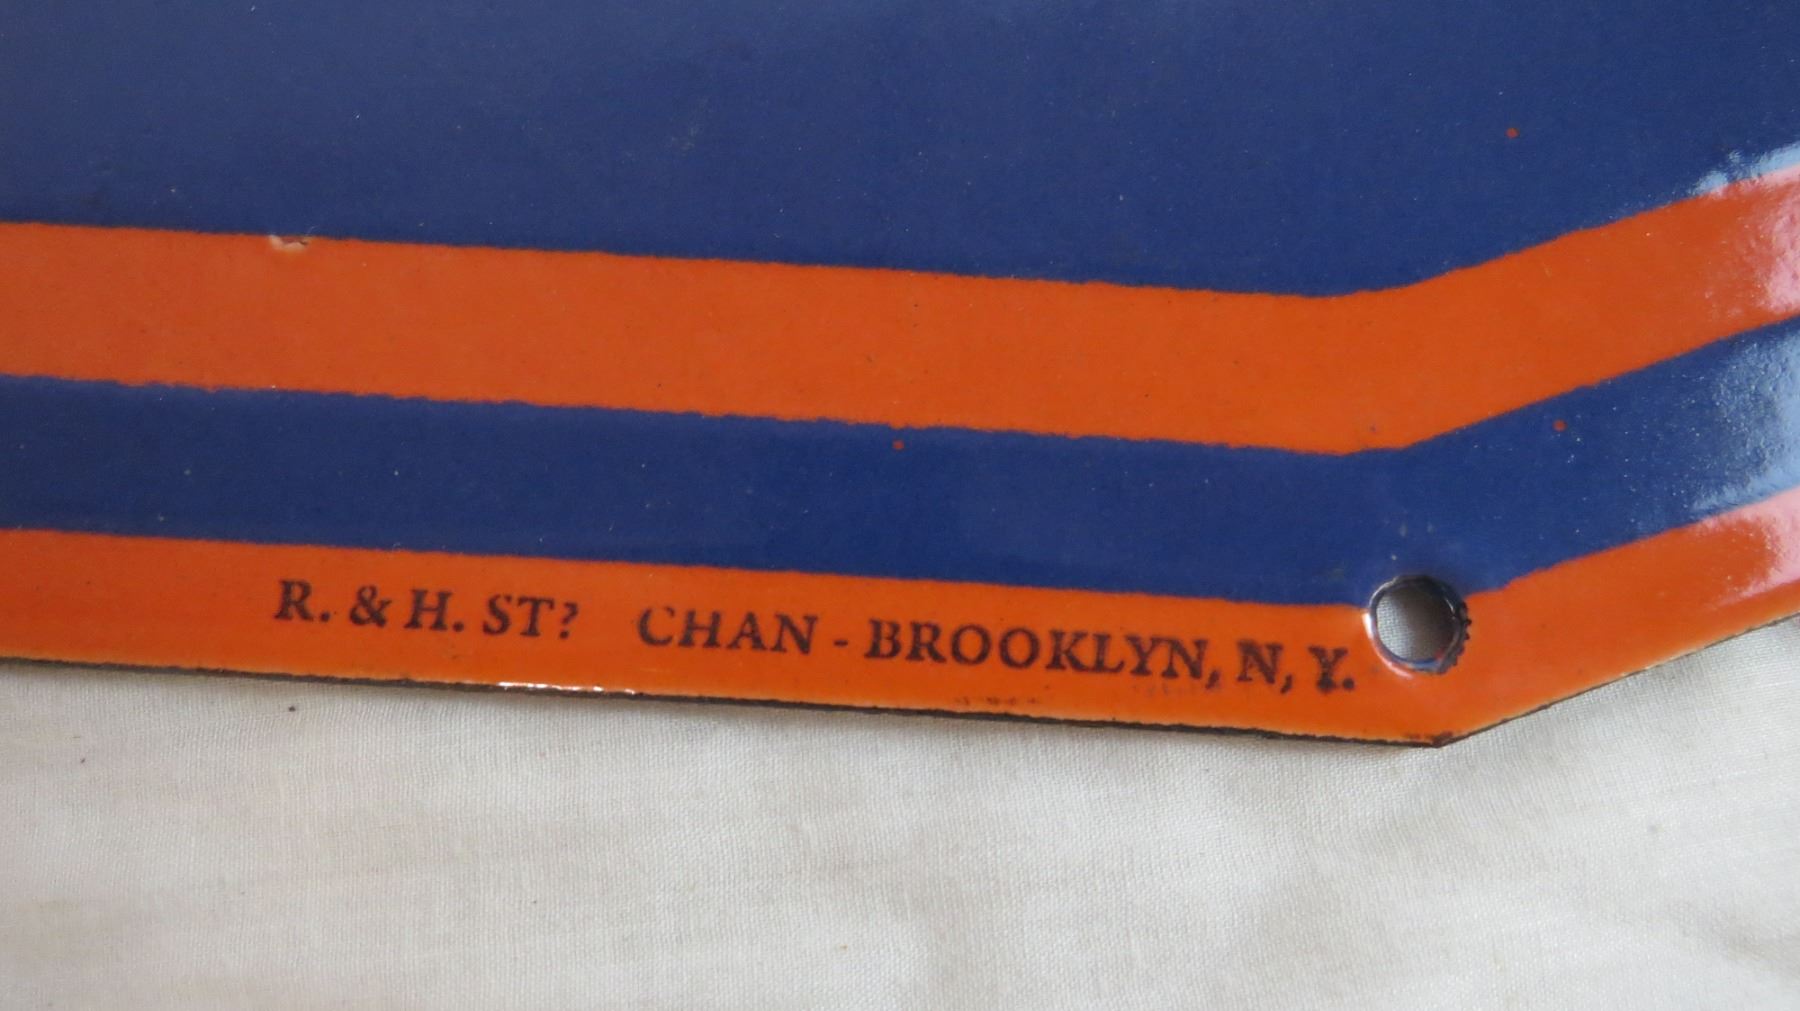 R. & H. ST? CHAN - BROOKLYN, N, Y.